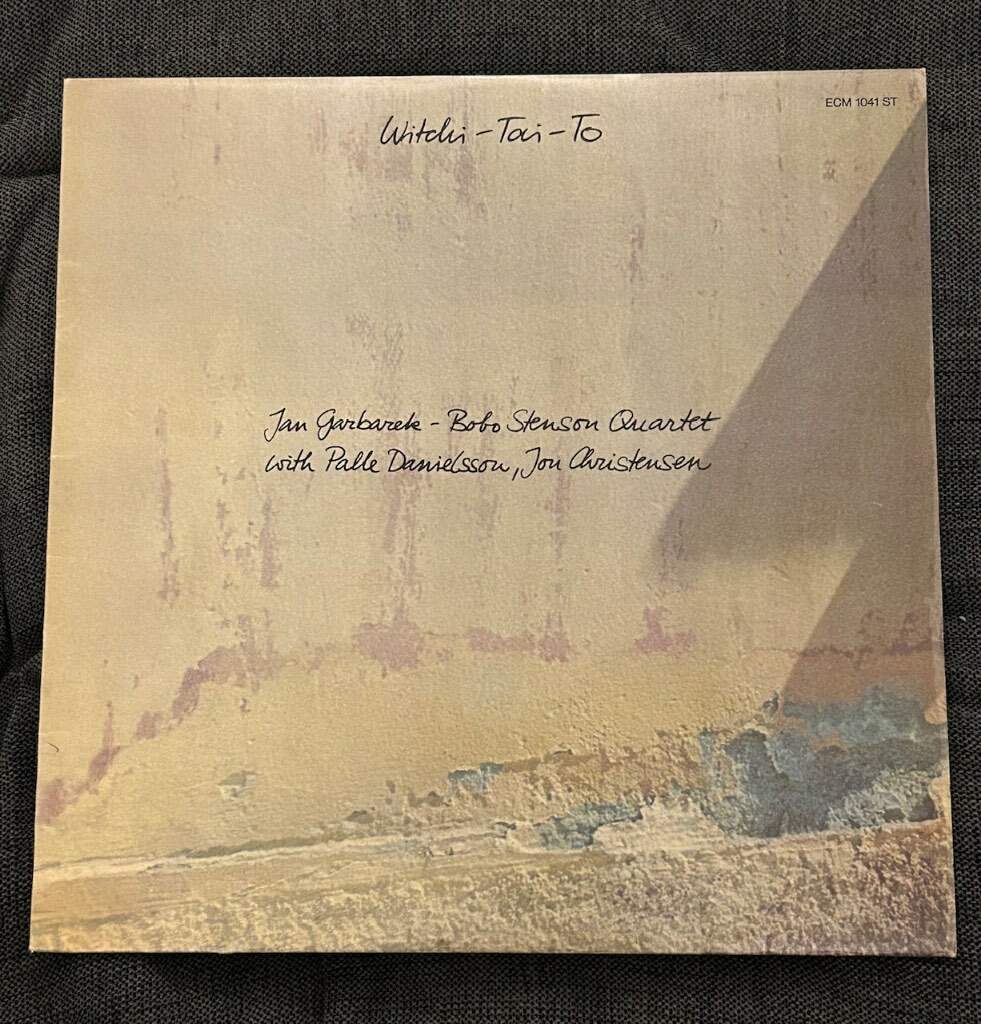 ECM 1041 ST
Witchi-Tai-To
Jan Garbarek - Bobo Stenson Quartet
with Palle Danielsson, Jon Christensen